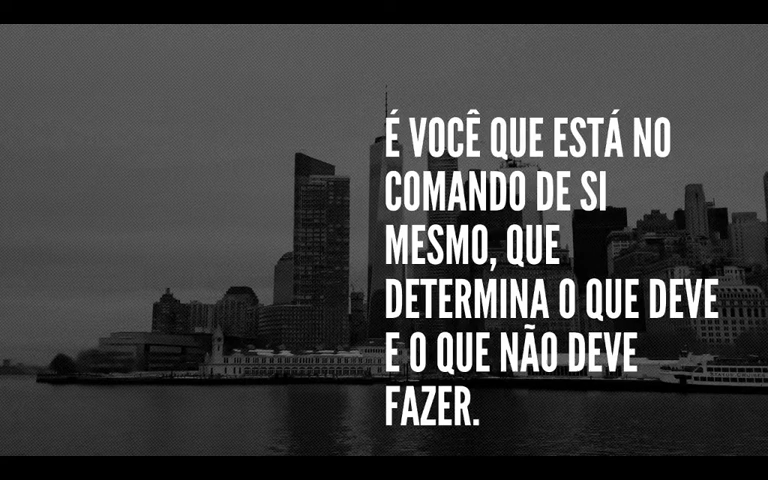 É VOCÊ QUE ESTÁ NO
COMANDO DE SI
MESMO, QUE
DETERMINA O QUE DEVE
E O QUE NÃO DEVE
FAZER.